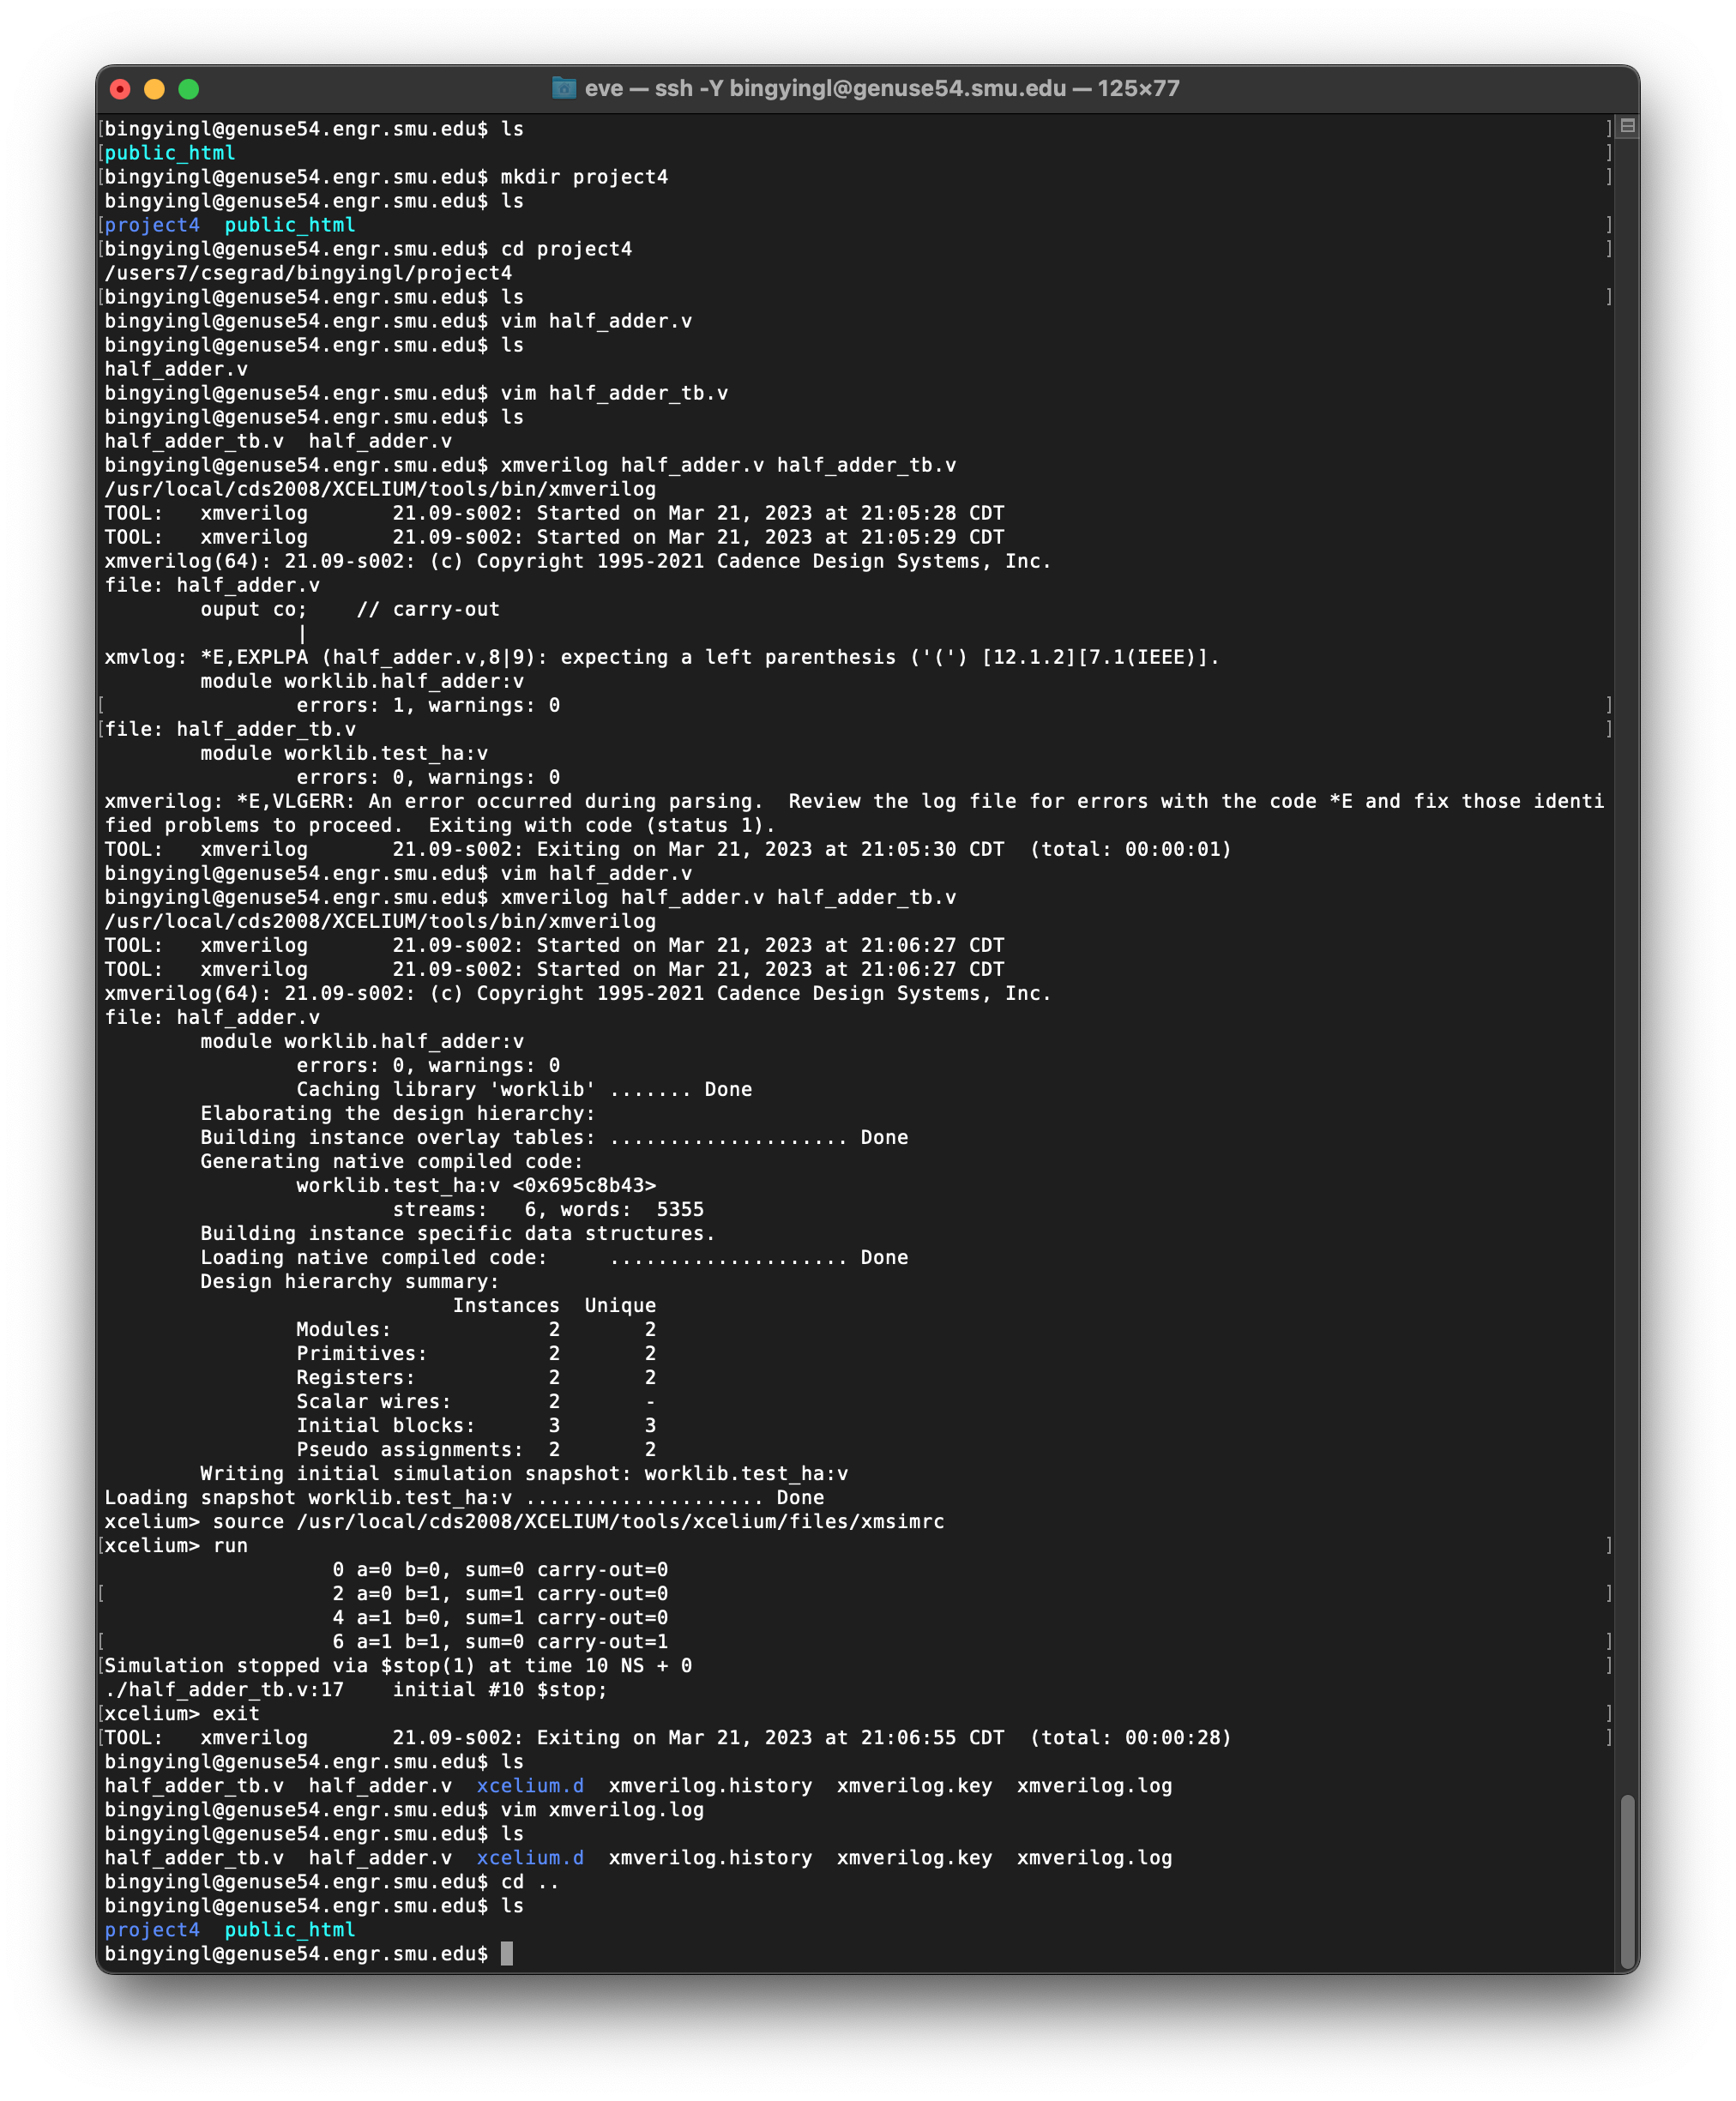 eve — ssh -Y bingyingl@genuse54.smu.edu — 125×77
[bingyingl@genuse54.engr.smu.edu$ ls ]
[public_html ]
[bingyingl@genuse54.engr.smu.edu$ mkdir project4 ]
bingyingl@genuse54.engr.smu.edu$ ls
[project4  public_html ]
[bingyingl@genuse54.engr.smu.edu$ cd project4 ]
/users7/csegrad/bingyingl/project4
[bingyingl@genuse54.engr.smu.edu$ ls ]
bingyingl@genuse54.engr.smu.edu$ vim half_adder.v
bingyingl@genuse54.engr.smu.edu$ ls
half_adder.v
bingyingl@genuse54.engr.smu.edu$ vim half_adder_tb.v
bingyingl@genuse54.engr.smu.edu$ ls
half_adder_tb.v  half_adder.v
bingyingl@genuse54.engr.smu.edu$ xmverilog half_adder.v half_adder_tb.v
/usr/local/cds2008/XCELIUM/tools/bin/xmverilog
TOOL:   xmverilog       21.09-s002: Started on Mar 21, 2023 at 21:05:28 CDT
TOOL:   xmverilog       21.09-s002: Started on Mar 21, 2023 at 21:05:29 CDT
xmverilog(64): 21.09-s002: (c) Copyright 1995-2021 Cadence Design Systems, Inc.
file: half_adder.v
        ouput co;    // carry-out
                |
xmvlog: *E,EXPLPA (half_adder.v,8|9): expecting a left parenthesis ('(') [12.1.2][7.1(IEEE)].
        module worklib.half_adder:v
[               errors: 1, warnings: 0 ]
[file: half_adder_tb.v ]
        module worklib.test_ha:v
                errors: 0, warnings: 0
xmverilog: *E,VLGERR: An error occurred during parsing.  Review the log file for errors with the code *E and fix those identi
fied problems to proceed.  Exiting with code (status 1).
TOOL:   xmverilog       21.09-s002: Exiting on Mar 21, 2023 at 21:05:30 CDT  (total: 00:00:01)
bingyingl@genuse54.engr.smu.edu$ vim half_adder.v
bingyingl@genuse54.engr.smu.edu$ xmverilog half_adder.v half_adder_tb.v
/usr/local/cds2008/XCELIUM/tools/bin/xmverilog
TOOL:   xmverilog       21.09-s002: Started on Mar 21, 2023 at 21:06:27 CDT
TOOL:   xmverilog       21.09-s002: Started on Mar 21, 2023 at 21:06:27 CDT
xmverilog(64): 21.09-s002: (c) Copyright 1995-2021 Cadence Design Systems, Inc.
file: half_adder.v
        module worklib.half_adder:v
                errors: 0, warnings: 0
                Caching library 'worklib' ....... Done
        Elaborating the design hierarchy:
        Building instance overlay tables: .................... Done
        Generating native compiled code:
                worklib.test_ha:v <0x695c8b43>
                        streams:   6, words:  5355
        Building instance specific data structures.
        Loading native compiled code:     .................... Done
        Design hierarchy summary:
                             Instances  Unique
                Modules:             2       2
                Primitives:          2       2
                Registers:           2       2
                Scalar wires:        2       -
                Initial blocks:      3       3
                Pseudo assignments:  2       2
        Writing initial simulation snapshot: worklib.test_ha:v
Loading snapshot worklib.test_ha:v .................... Done
xcelium> source /usr/local/cds2008/XCELIUM/tools/xcelium/files/xmsimrc
[xcelium> run ]
                   0 a=0 b=0, sum=0 carry-out=0
[                  2 a=0 b=1, sum=1 carry-out=0 ]
                   4 a=1 b=0, sum=1 carry-out=0
[                  6 a=1 b=1, sum=0 carry-out=1 ]
[Simulation stopped via $stop(1) at time 10 NS + 0 ]
./half_adder_tb.v:17    initial #10 $stop;
[xcelium> exit ]
[TOOL:   xmverilog       21.09-s002: Exiting on Mar 21, 2023 at 21:06:55 CDT  (total: 00:00:28) ]
bingyingl@genuse54.engr.smu.edu$ ls
half_adder_tb.v  half_adder.v  xcelium.d  xmverilog.history  xmverilog.key  xmverilog.log
bingyingl@genuse54.engr.smu.edu$ vim xmverilog.log
bingyingl@genuse54.engr.smu.edu$ ls
half_adder_tb.v  half_adder.v  xcelium.d  xmverilog.history  xmverilog.key  xmverilog.log
bingyingl@genuse54.engr.smu.edu$ cd ..
bingyingl@genuse54.engr.smu.edu$ ls
project4  public_html
bingyingl@genuse54.engr.smu.edu$